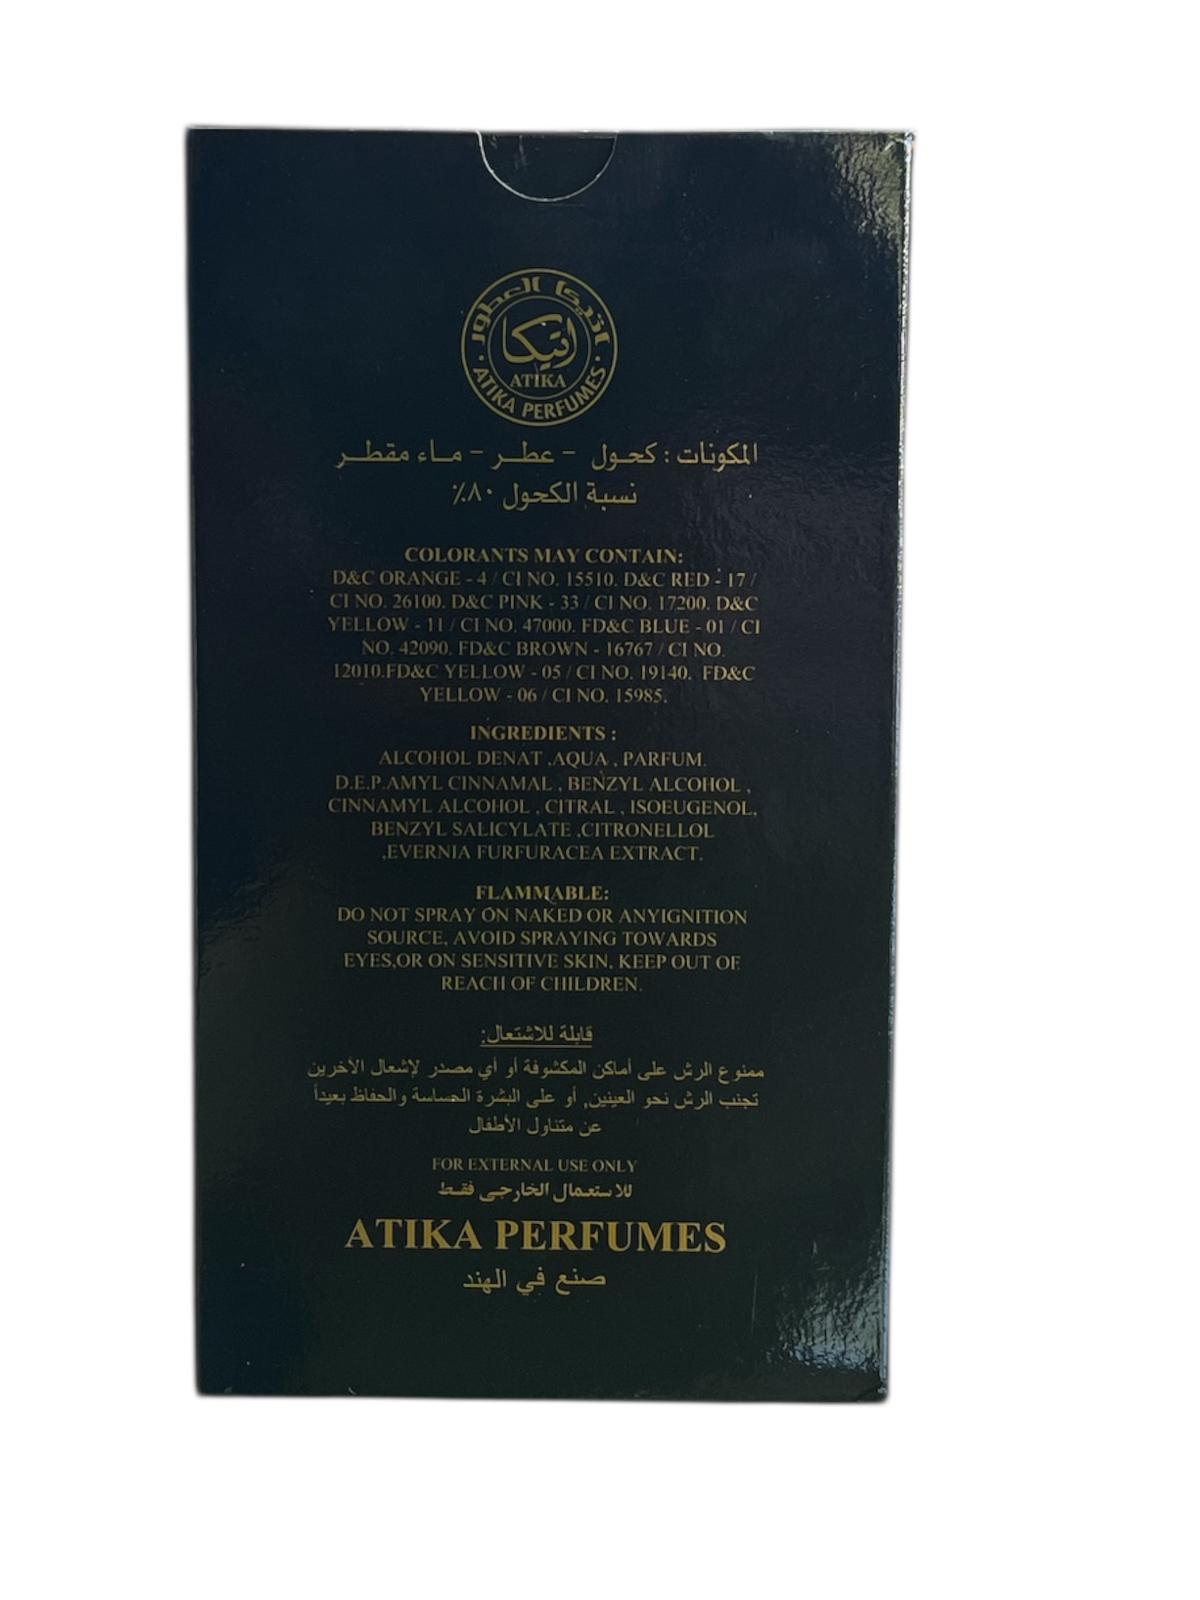 اتيكا العطور
اتيكا
ATIKA
ATIKA PERFUMES
المكونات : كحول - عطر - ماء مقطر
نسبة الكحول ٨٠٪
COLORANTS MAY CONTAIN:
D&C ORANGE - 4 / CI NO. 15510. D&C RED - 17 /
CI NO. 26100. D&C PINK - 33 / CI NO. 17200. D&C
YELLOW - 11 / CI NO. 47000. FD&C BLUE - 01 / CI
NO. 42090. FD&C BROWN - 16767 / CI NO.
12010.FD&C YELLOW - 05 / CI NO. 19140. FD&C
YELLOW - 06 / CI NO. 15985.
INGREDIENTS :
ALCOHOL DENAT ,AQUA , PARFUM.
D.E.P.AMYL CINNAMAL , BENZYL ALCOHOL ,
CINNAMYL ALCOHOL , CITRAL , ISOEUGENOL,
BENZYL SALICYLATE ,CITRONELLOL
,EVERNIA FURFURACEA EXTRACT.
FLAMMABLE:
DO NOT SPRAY ON NAKED OR ANYIGNITION
SOURCE, AVOID SPRAYING TOWARDS
EYES,OR ON SENSITIVE SKIN, KEEP OUT OF
REACH OF CHILDREN.
قابلة للاشتعال:
ممنوع الرش على أماكن المكشوفة أو أي مصدر لإشعال الآخرين
تجنب الرش نحو العينين, أو على البشرة الحساسة والحفاظ بعيداً
عن متناول الأطفال
FOR EXTERNAL USE ONLY
للاستعمال الخارجى فقط
ATIKA PERFUMES
صنع في الهند